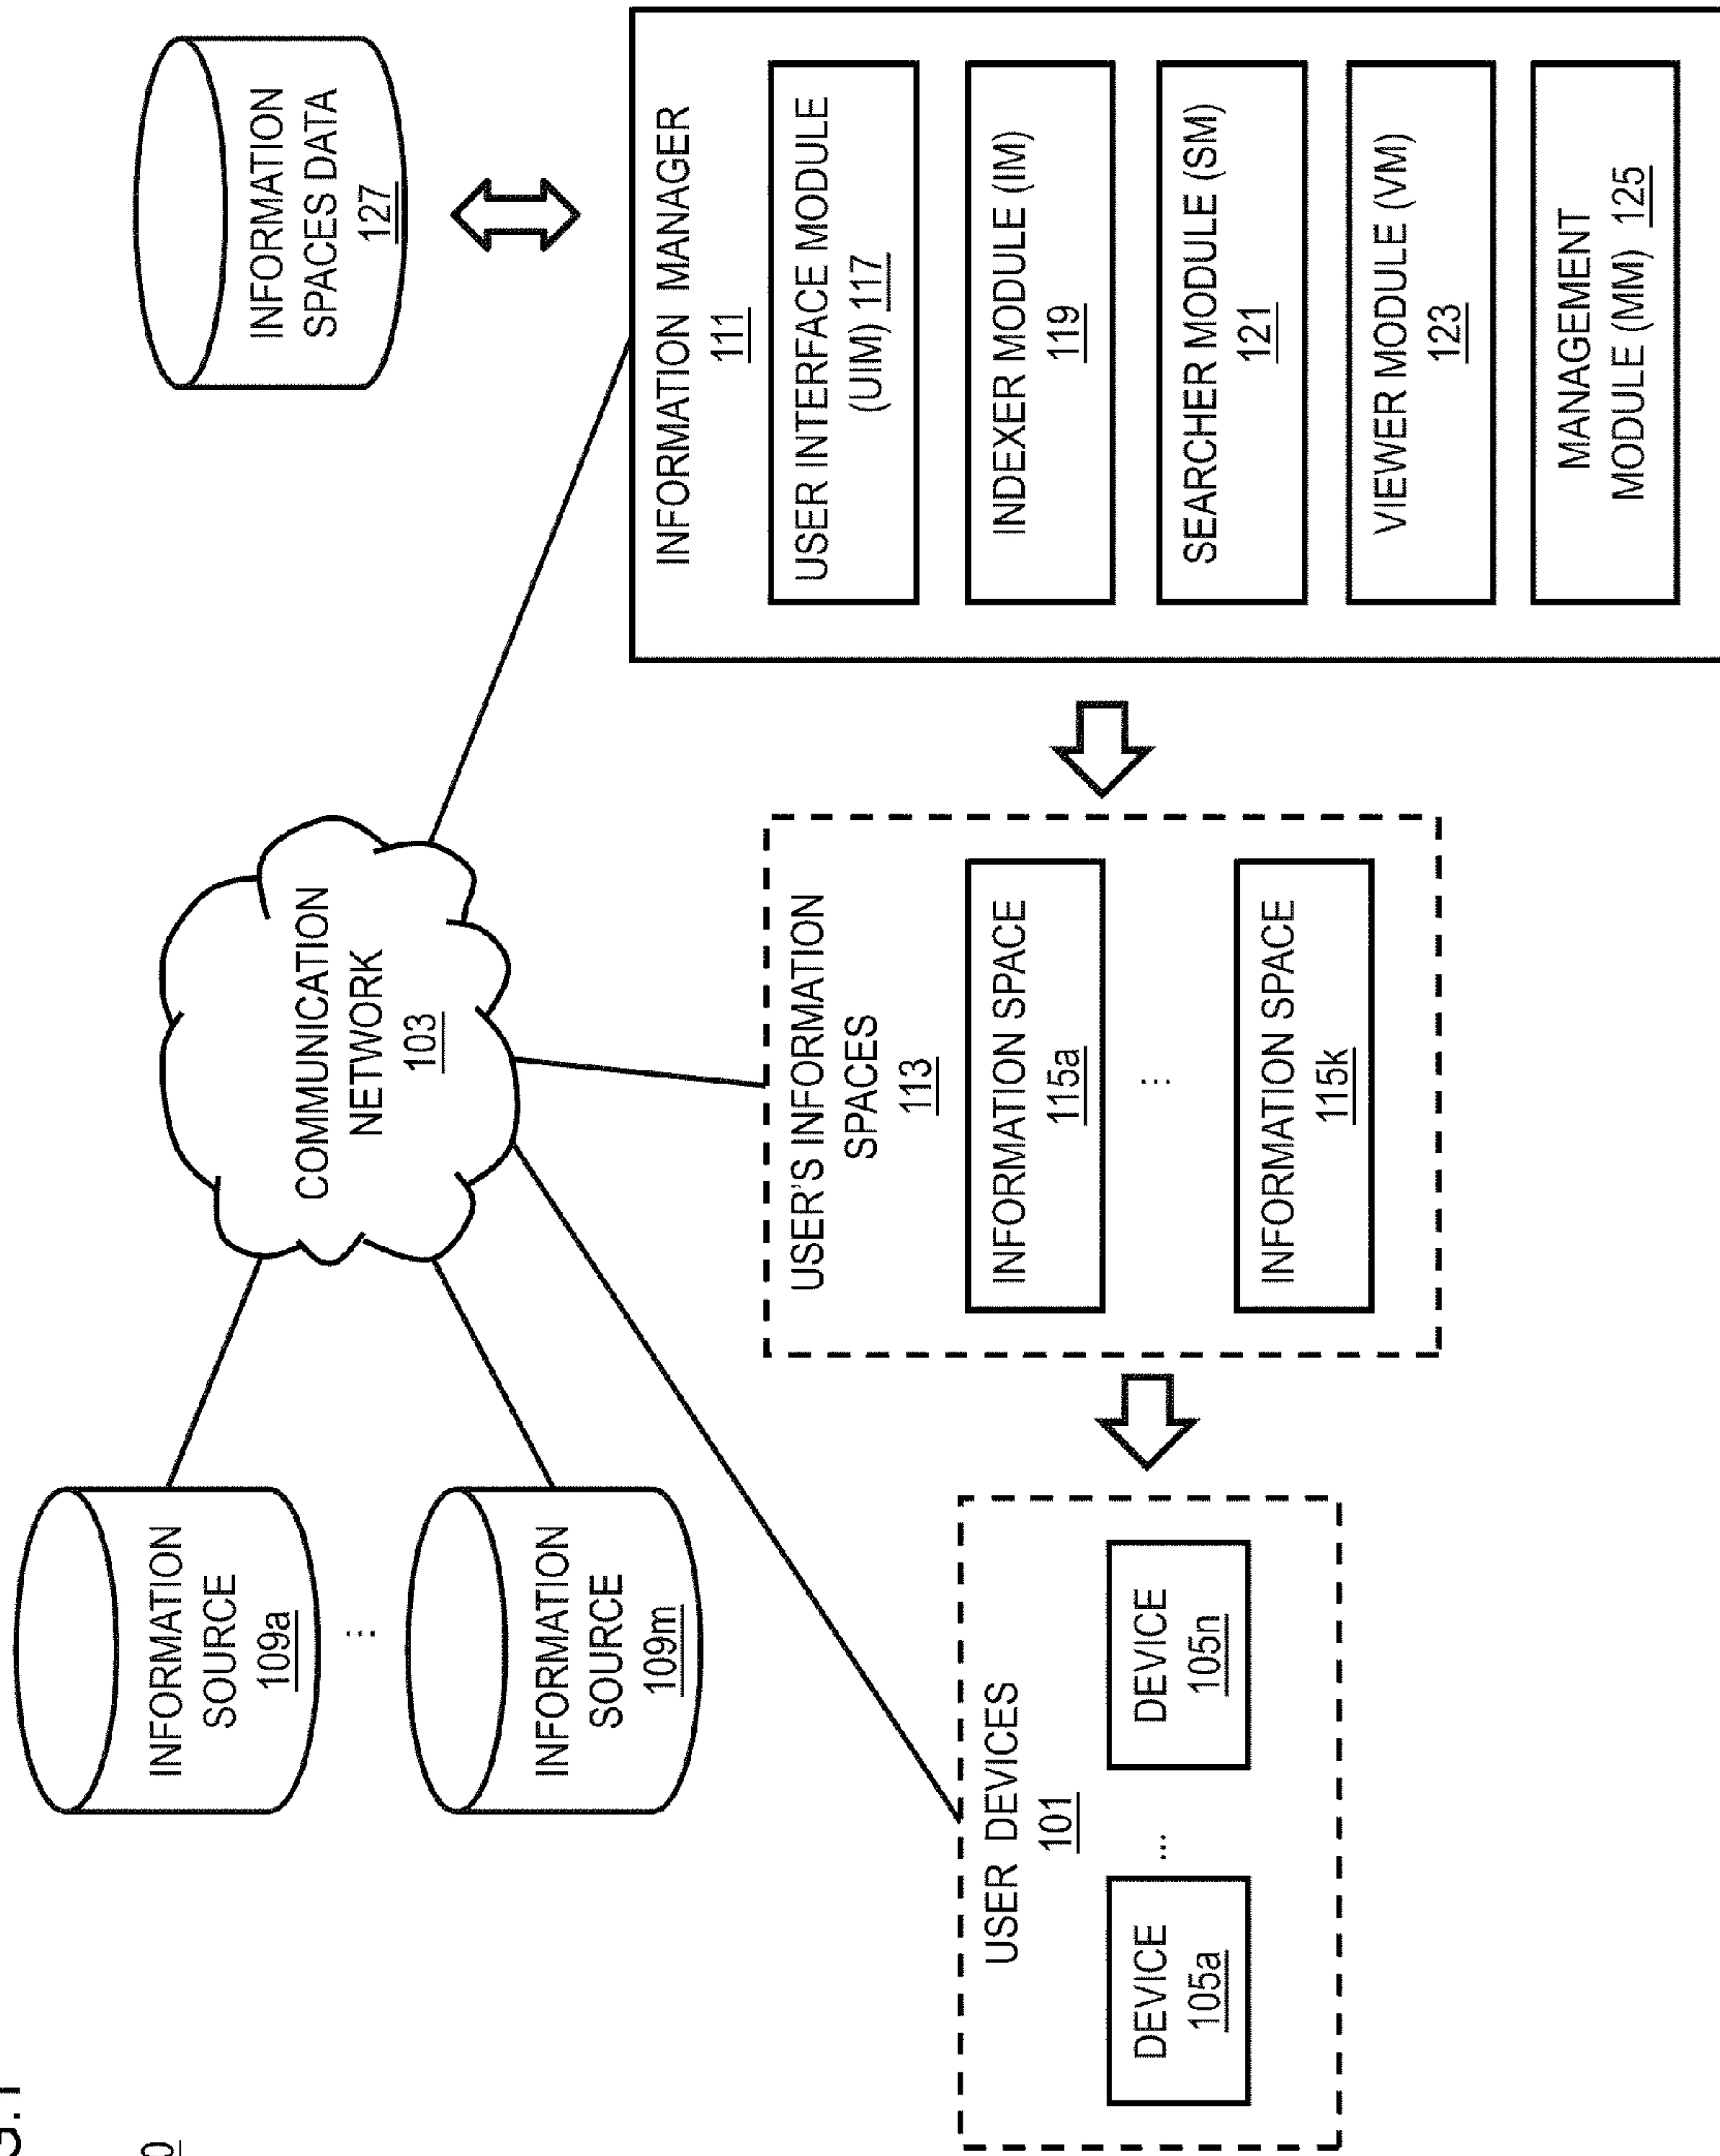 INFORMATION
SOURCE
109a
...
INFORMATION
SOURCE
109m
COMMUNICATION
NETWORK
103
INFORMATION
SPACES DATA
127
USER DEVICES
101
DEVICE
105a
...
DEVICE
105n
USER'S INFORMATION
SPACES
113
INFORMATION SPACE
115a
...
INFORMATION SPACE
115k
INFORMATION MANAGER
111
USER INTERFACE MODULE
(UIM) 117
INDEXER MODULE (IM)
119
SEARCHER MODULE (SM)
121
VIEWER MODULE (VM)
123
MANAGEMENT
MODULE (MM) 125